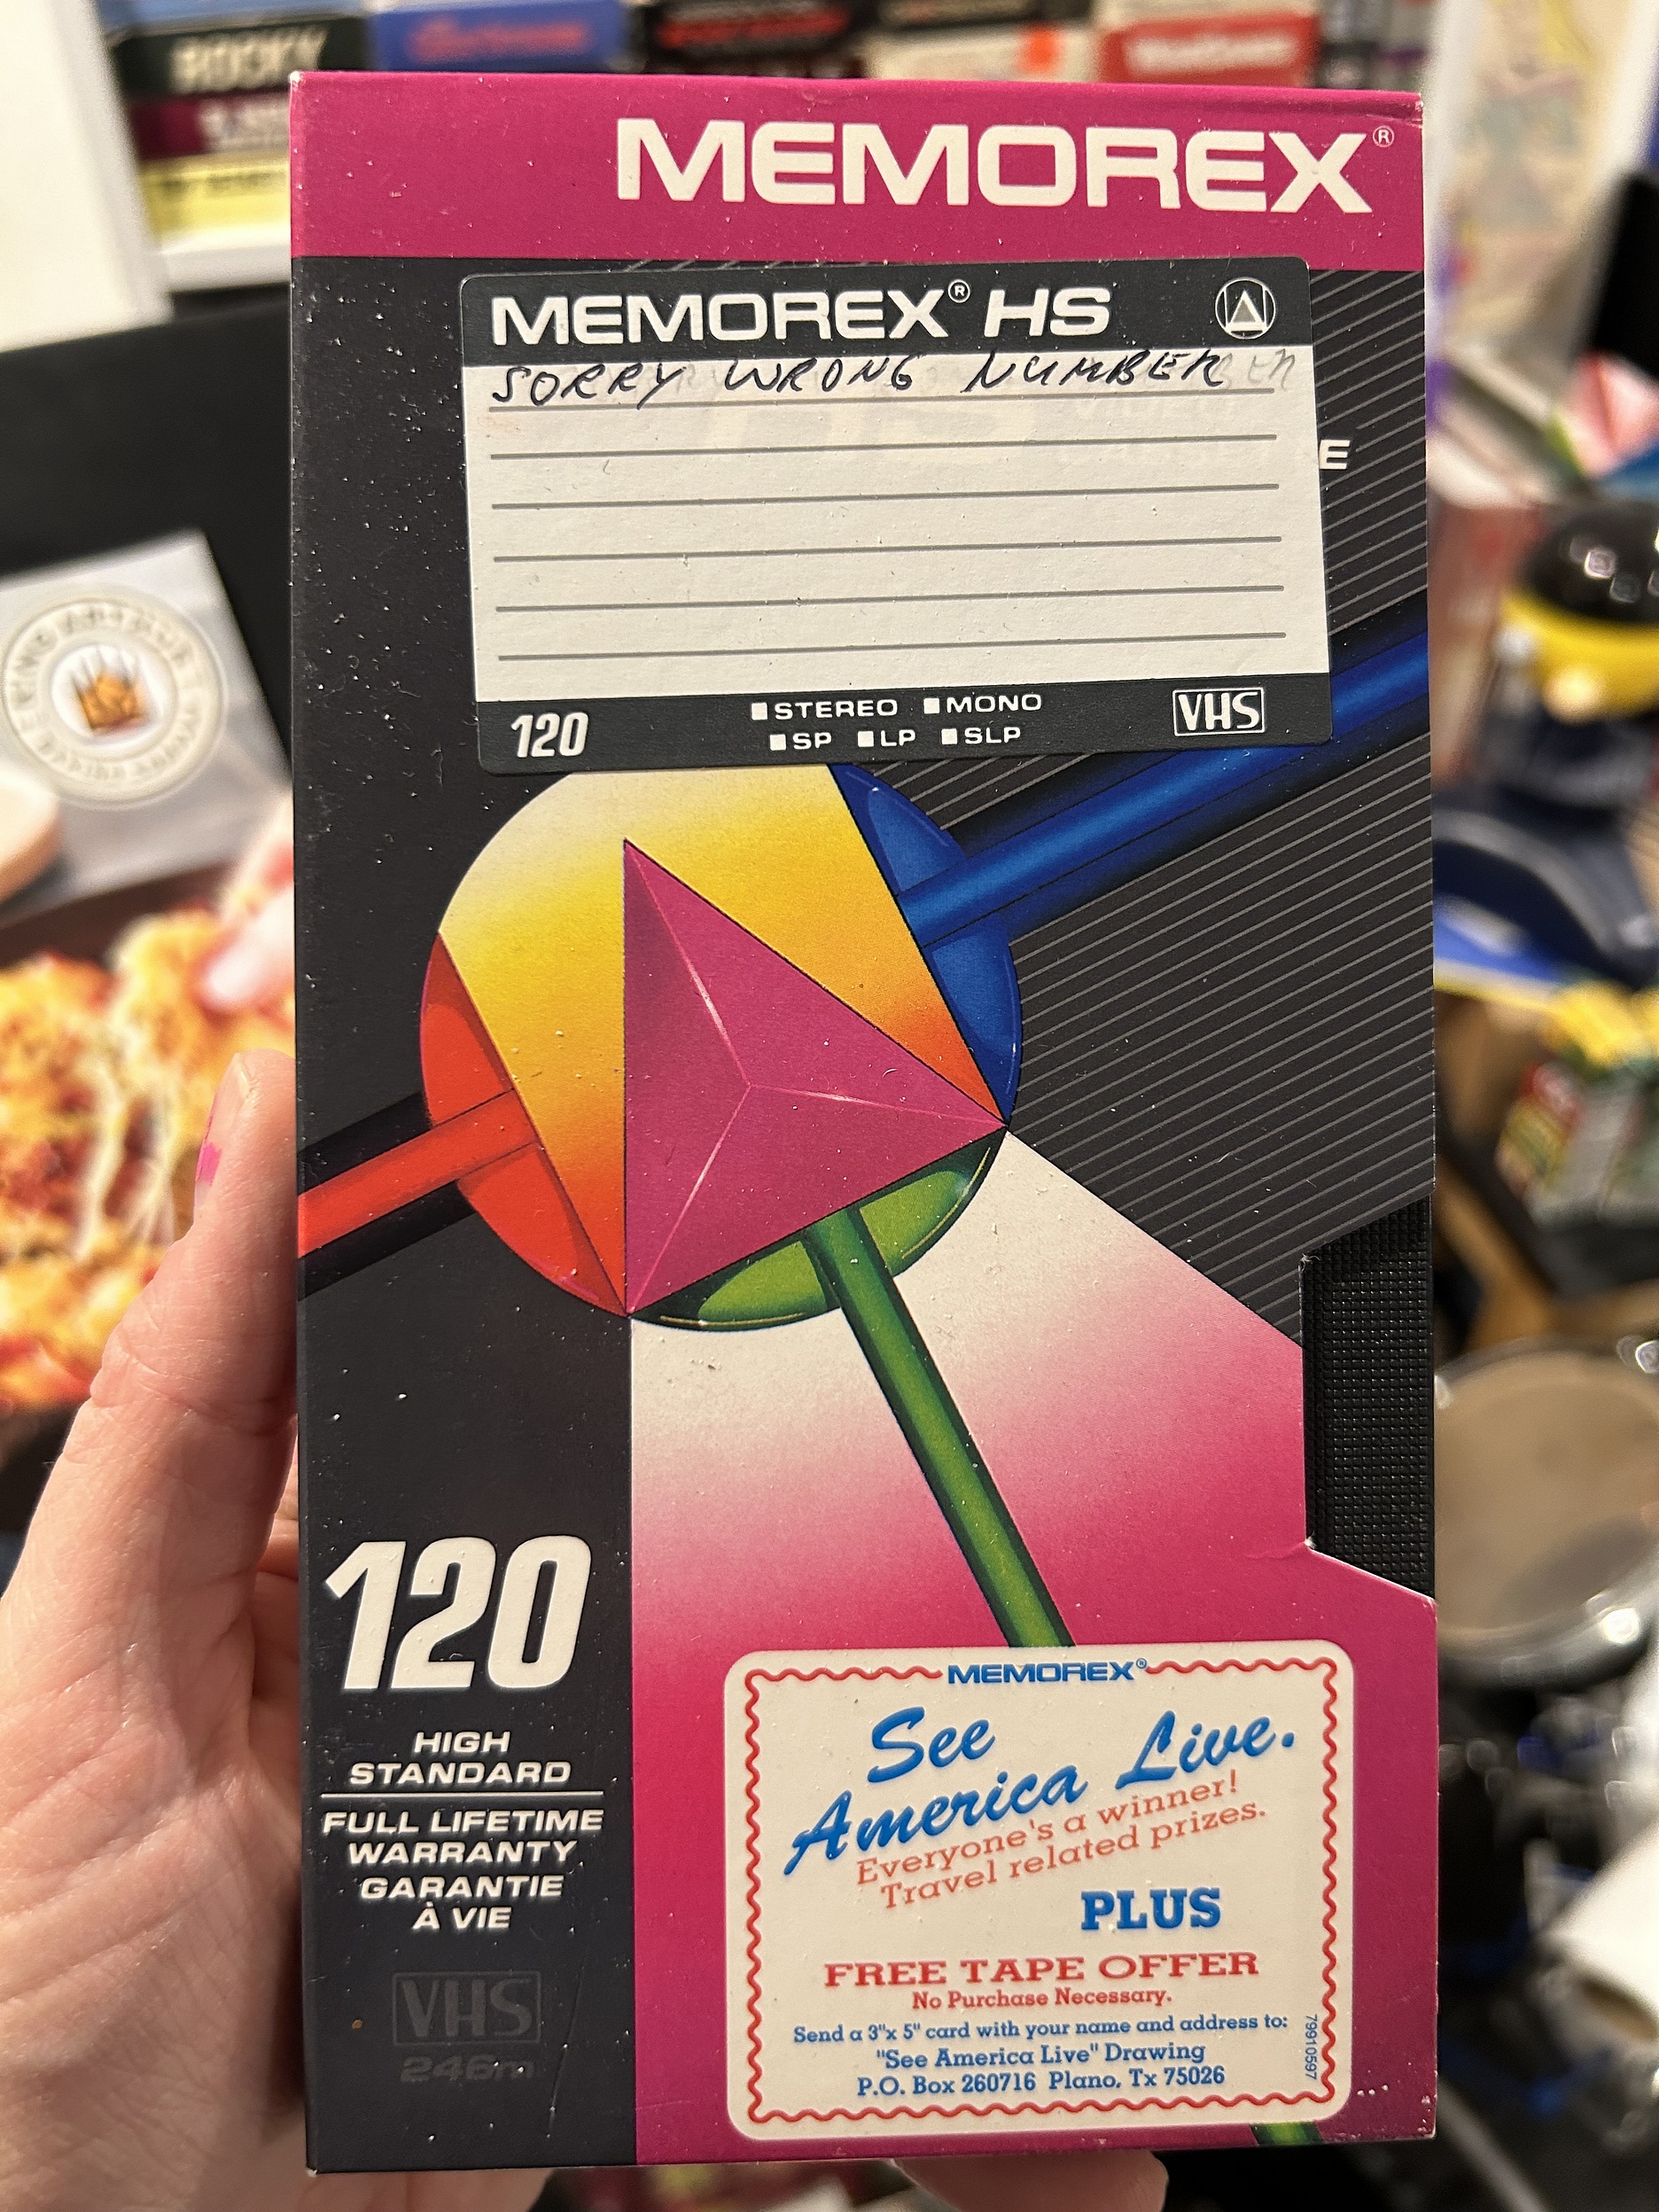 ROCKY
MEMOREX®
MEMOREX® HS
SORRY WRONG NUMBER
E
120
STEREO MONO
SP LP SLP
VHS
120
HIGH
STANDARD
FULL LIFETIME
WARRANTY
GARANTIE
À VIE
VHS
246m
MEMOREX®
See
America Live.
Everyone's a winner!
Travel related prizes.
PLUS
FREE TAPE OFFER
No Purchase Necessary.
Send a 3"x 5" card with your name and address to:
"See America Live" Drawing
P.O. Box 260716 Plano, Tx 75026
79910597